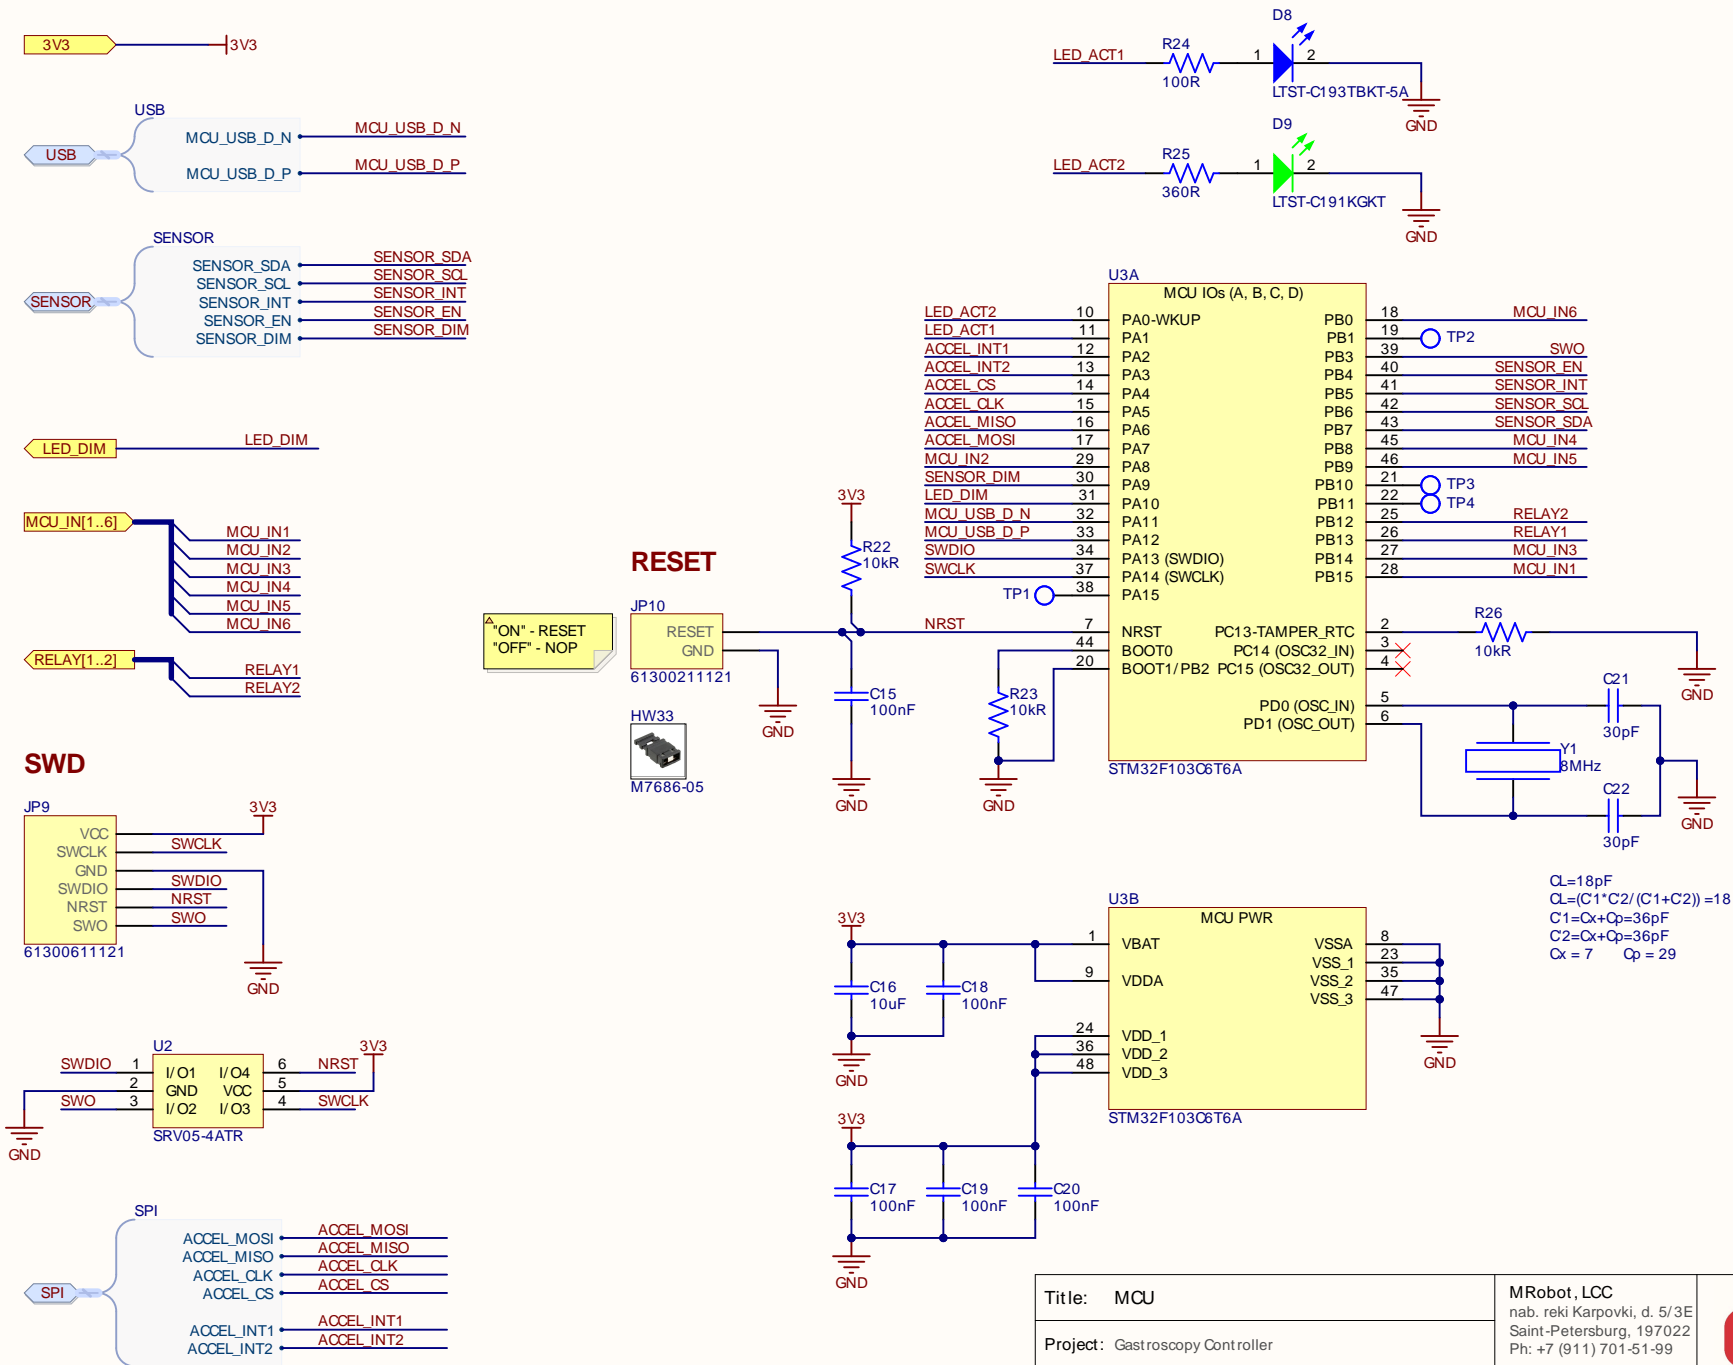 3V3
3V3
USB
USB
MCU_USB_D_N
MCU_USB_D_N
MCU_USB_D_P
MCU_USB_D_P
SENSOR
SENSOR
SENSOR_SDA
SENSOR_SDA
SENSOR_SCL
SENSOR_SCL
SENSOR_INT
SENSOR_INT
SENSOR_EN
SENSOR_EN
SENSOR_DIM
SENSOR_DIM
LED_DIM
LED_DIM
MCU_IN[1..6]
MCU_IN1
MCU_IN2
MCU_IN3
MCU_IN4
MCU_IN5
MCU_IN6
RELAY[1..2]
RELAY1
RELAY2
SWD
JP9
3V3
VCC
SWCLK
SWCLK
GND
SWDIO
SWDIO
NRST
NRST
SWO
SWO
61300611121
GND
U2
3V3
SWDIO 1 I/O1 I/O4 6 NRST
2 GND VCC 5
SWO 3 I/O2 I/O3 4 SWCLK
SRV05-4ATR
GND
SPI
SPI
ACCEL_MOSI
ACCEL_MOSI
ACCEL_MISO
ACCEL_MISO
ACCEL_CLK
ACCEL_CLK
ACCEL_CS
ACCEL_CS
ACCEL_INT1
ACCEL_INT1
ACCEL_INT2
ACCEL_INT2
D8
LED_ACT1
R24
100R
1 2
LTST-C193TBKT-5A
GND
D9
LED_ACT2
R25
360R
1 2
LTST-C191KGKT
GND
RESET
"ON" - RESET
"OFF" - NOP
JP10
RESET
GND
61300211121
GND
HW33
M7686-05
3V3
R22
10kR
C15
100nF
GND
NRST
R23
10kR
GND
U3A
MCU IOs (A, B, C, D)
LED_ACT2 10 PA0-WKUP PB0 18 MCU_IN6
LED_ACT1 11 PA1 PB1 19 TP2
ACCEL_INT1 12 PA2 PB3 39 SWO
ACCEL_INT2 13 PA3 PB4 40 SENSOR_EN
ACCEL_CS 14 PA4 PB5 41 SENSOR_INT
ACCEL_CLK 15 PA5 PB6 42 SENSOR_SCL
ACCEL_MISO 16 PA6 PB7 43 SENSOR_SDA
ACCEL_MOSI 17 PA7 PB8 45 MCU_IN4
MCU_IN2 29 PA8 PB9 46 MCU_IN5
SENSOR_DIM 30 PA9 PB10 21 TP3
LED_DIM 31 PA10 PB11 22 TP4
MCU_USB_D_N 32 PA11 PB12 25 RELAY2
MCU_USB_D_P 33 PA12 PB13 26 RELAY1
SWDIO 34 PA13 (SWDIO) PB14 27 MCU_IN3
SWCLK 37 PA14 (SWCLK) PB15 28 MCU_IN1
TP1 38 PA15
7 NRST PC13-TAMPER_RTC 2
44 BOOT0 PC14 (OSC32_IN) 3
20 BOOT1/PB2 PC15 (OSC32_OUT) 4
PD0 (OSC_IN) 5
PD1 (OSC_OUT) 6
STM32F103C6T6A
R26
10kR
GND
C21
30pF
Y1
8MHz
C22
30pF
GND
CL=18pF
CL=(C'1*C'2/(C'1+C'2)) =18
C'1=Cx+Cp=36pF
C'2=Cx+Cp=36pF
Cx = 7 Cp = 29
U3B
MCU PWR
3V3
1 VBAT VSSA 8
VSS_1 23
9 VDDA VSS_2 35
VSS_3 47
24 VDD_1
36 VDD_2
48 VDD_3
STM32F103C6T6A
GND
C16
10uF
C18
100nF
GND
3V3
C17
100nF
C19
100nF
C20
100nF
GND
Title: MCU
Project: Gastroscopy Controller
MRobot, LCC
nab. reki Karpovki, d. 5/3E
Saint-Petersburg, 197022
Ph: +7 (911) 701-51-99